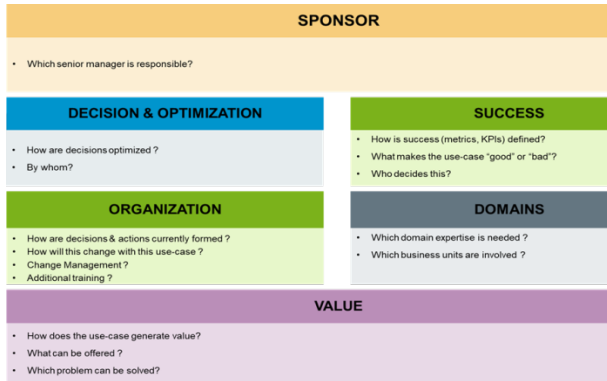 SPONSOR
• Which senior manager is responsible?
DECISION & OPTIMIZATION
• How are decisions optimized ?
• By whom?
SUCCESS
• How is success (metrics, KPIs) defined?
• What makes the use-case “good” or “bad”?
• Who decides this?
ORGANIZATION
• How are decisions & actions currently formed ?
• How will this change with this use-case ?
• Change Management ?
• Additional training ?
DOMAINS
• Which domain expertise is needed ?
• Which business units are involved ?
VALUE
• How does the use-case generate value?
• What can be offered ?
• Which problem can be solved?